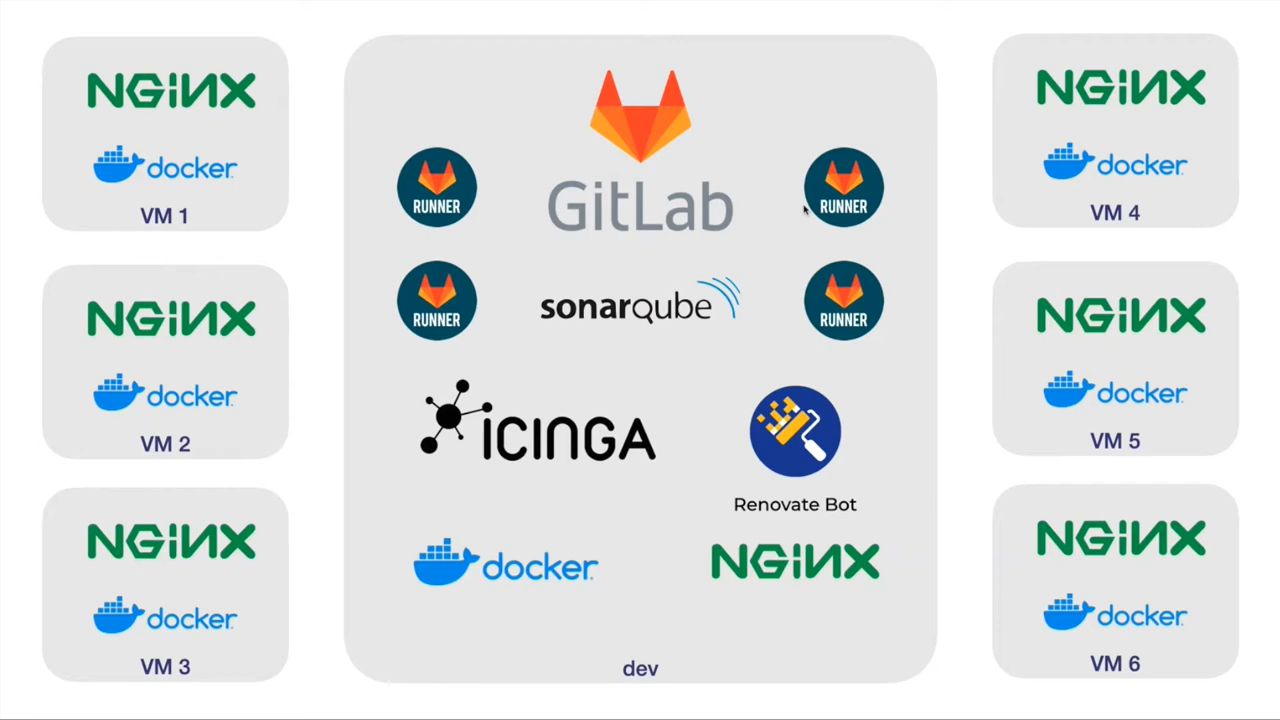 NGINX
docker
VM 1
NGINX
docker
VM 2
NGINX
docker
VM 3
GitLab
RUNNER
RUNNER
RUNNER
sonarqube
RUNNER
ICINGA
Renovate Bot
docker
NGINX
dev
NGINX
docker
VM 4
NGINX
docker
VM 5
NGINX
docker
VM 6